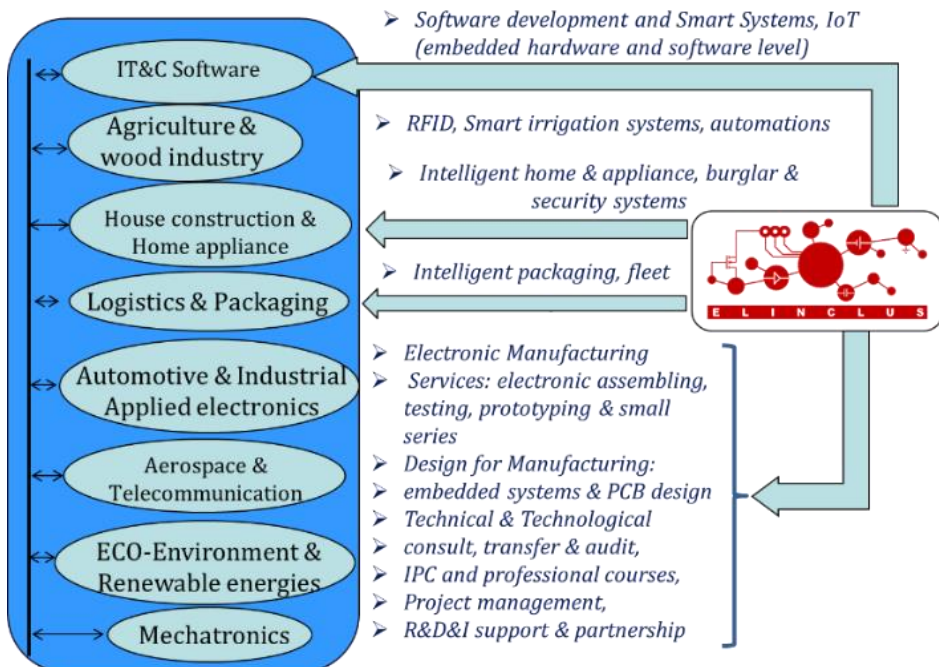 ➢ Software development and Smart Systems, IoT
(embedded hardware and software level)
IT&C Software
Agriculture &
wood industry
➢ RFID, Smart irrigation systems, automations
➢ Intelligent home & appliance, burglar &
security systems
House construction &
Home appliance
➢ Intelligent packaging, fleet
Logistics & Packaging
ELINCLUS
Automotive & Industrial
Applied electronics
Aerospace &
Telecommunication
ECO-Environment &
Renewable energies
Mechatronics
➢ Electronic Manufacturing
➢ Services: electronic assembling,
testing, prototyping & small
series
➢ Design for Manufacturing:
➢ embedded systems & PCB design
➢ Technical & Technological
➢ consult, transfer & audit,
➢ IPC and professional courses,
➢ Project management,
➢ R&D&I support & partnership